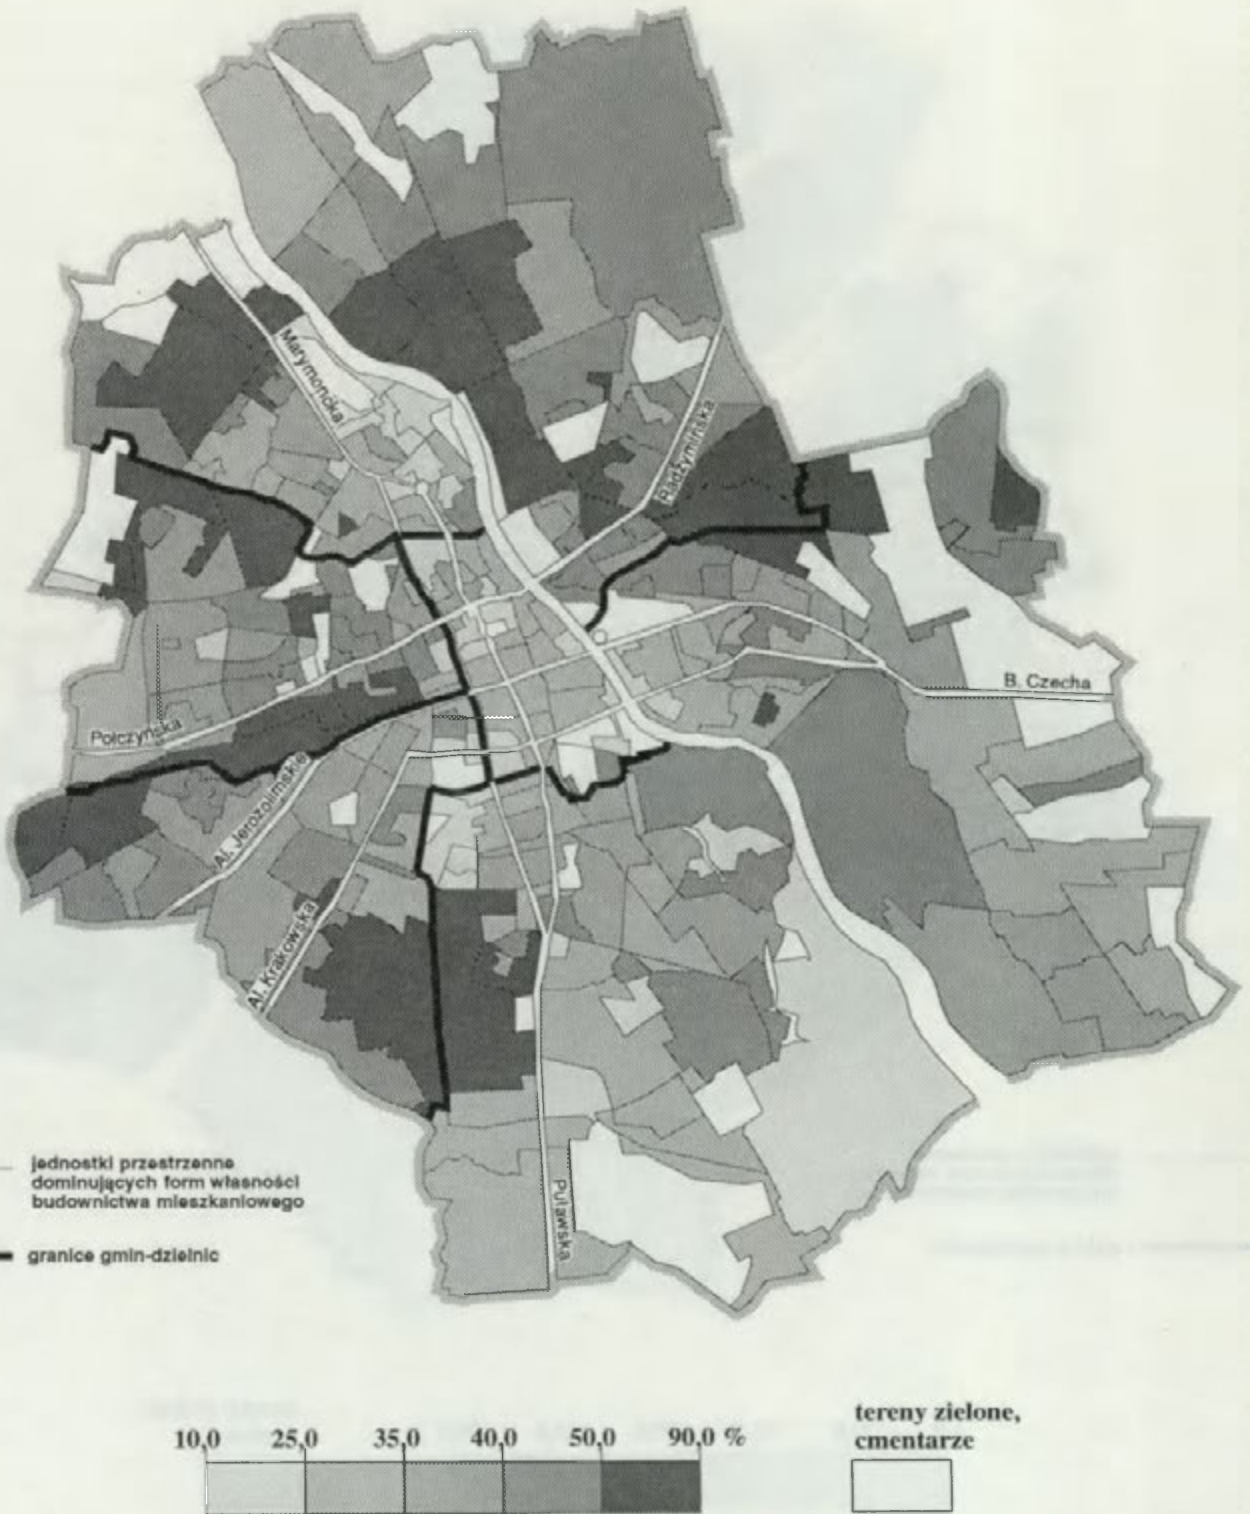 Marymoncka
Radzymińska
B. Czecha
Połczyńska
Al. Jerozolimskie
Al. Krakowska
Puławska
jednostki przestrzenne
dominujących form własności
budownictwa mieszkaniowego
granice gmin-dzielnic
10,0 25,0 35,0 40,0 50,0 90,0 %
tereny zielone,
cmentarze